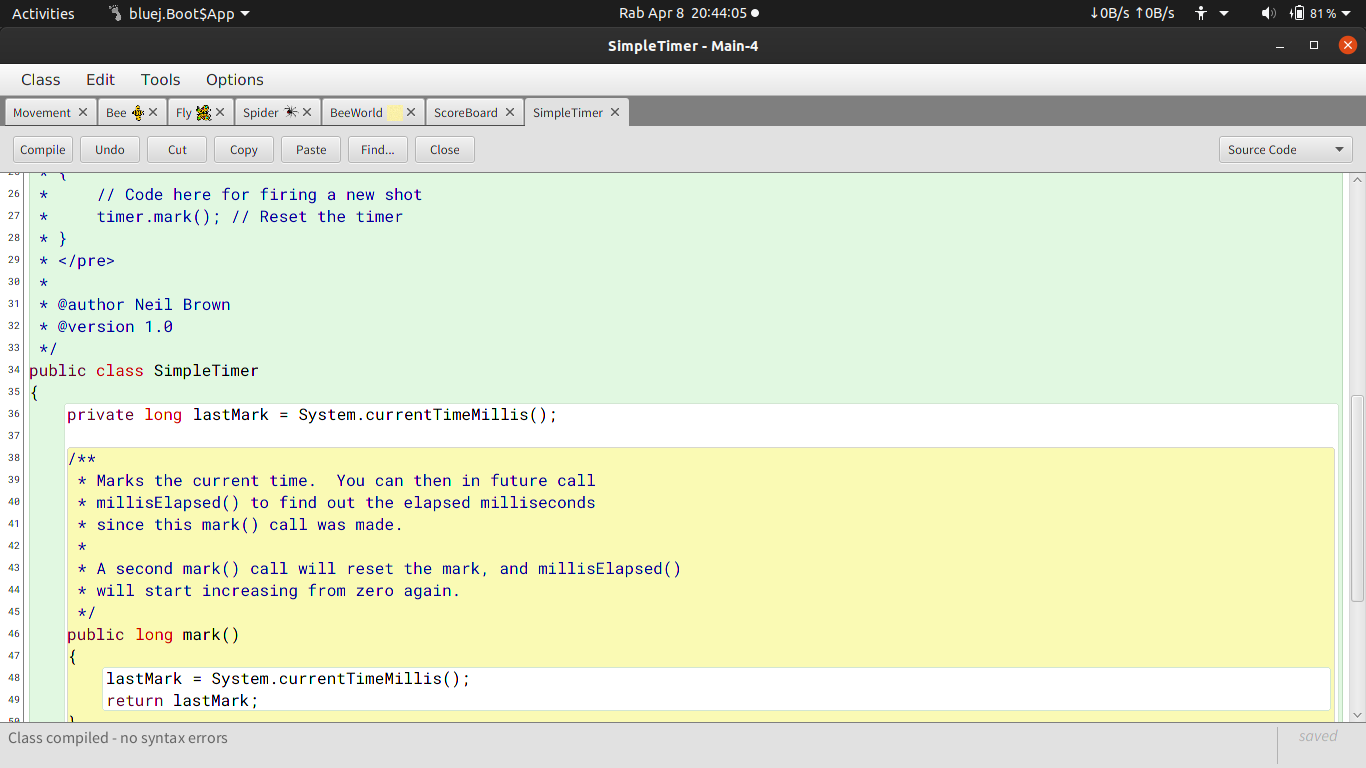 Activities bluej.Boot$App Rab Apr 8 20:44:05 ↓0B/s ↑0B/s 81 %
SimpleTimer - Main-4
Class Edit Tools Options
Movement Bee Fly Spider BeeWorld ScoreBoard SimpleTimer
Compile Undo Cut Copy Paste Find... Close Source Code
25 * {
26 * // Code here for firing a new shot
27 * timer.mark(); // Reset the timer
28 * }
29 * </pre>
30 *
31 * @author Neil Brown
32 * @version 1.0
33 */
34 public class SimpleTimer
35 {
36 private long lastMark = System.currentTimeMillis();
37
38 /**
39 * Marks the current time.  You can then in future call
40 * millisElapsed() to find out the elapsed milliseconds
41 * since this mark() call was made.
42 *
43 * A second mark() call will reset the mark, and millisElapsed()
44 * will start increasing from zero again.
45 */
46 public long mark()
47 {
48 lastMark = System.currentTimeMillis();
49 return lastMark;
50 }
Class compiled - no syntax errors saved